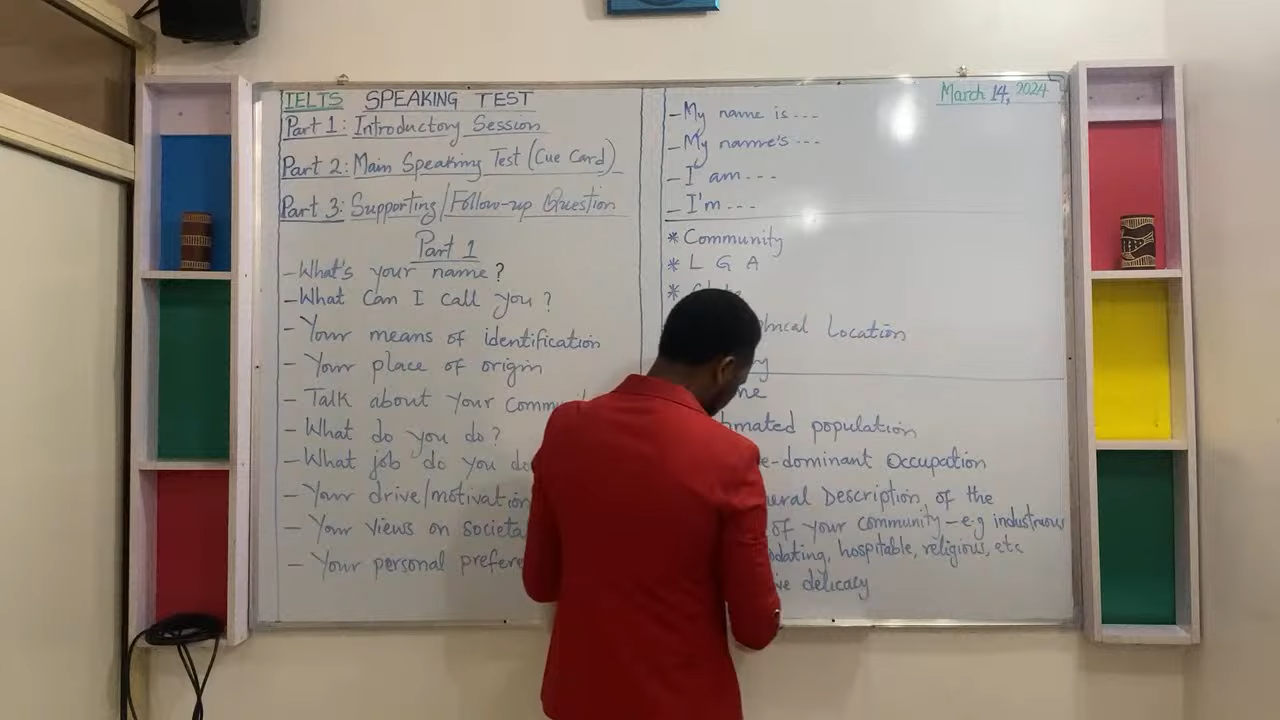 IELTS SPEAKING TEST
Part 1: Introductory Session
Part 2: Main Speaking Test (Cue Card)
Part 3: Supporting/Follow-up Question
Part 1
- What's your name?
- What can I call you?
- Your means of identification
- Your place of origin
- Talk about your
- What do you do?
- What job do you
- Your drive/motivation
- Your views on
- Your personal
March 14, 2024
- My name is ---
- My name's ---
- I am ---
- I'm ---
* Community
* L G A
*
Location
population
dominant Occupation
Description of the
of your community - e.g industruous
hospitable, religious, etc
delicacy